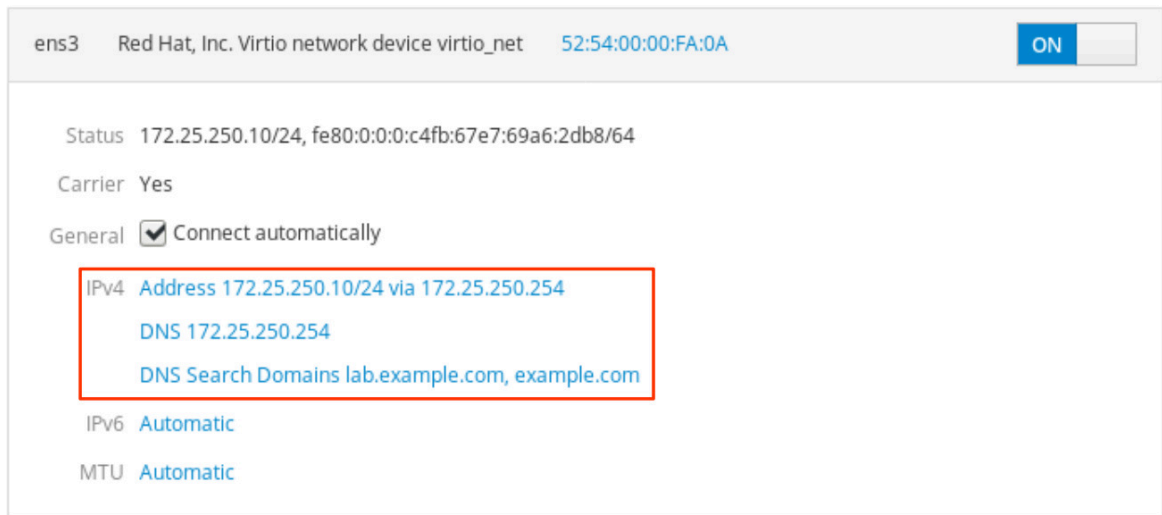 ens3 Red Hat, Inc. Virtio network device virtio_net 52:54:00:00:FA:0A ON
Status 172.25.250.10/24, fe80:0:0:0:c4fb:67e7:69a6:2db8/64
Carrier Yes
General Connect automatically
IPv4 Address 172.25.250.10/24 via 172.25.250.254
DNS 172.25.250.254
DNS Search Domains lab.example.com, example.com
IPv6 Automatic
MTU Automatic